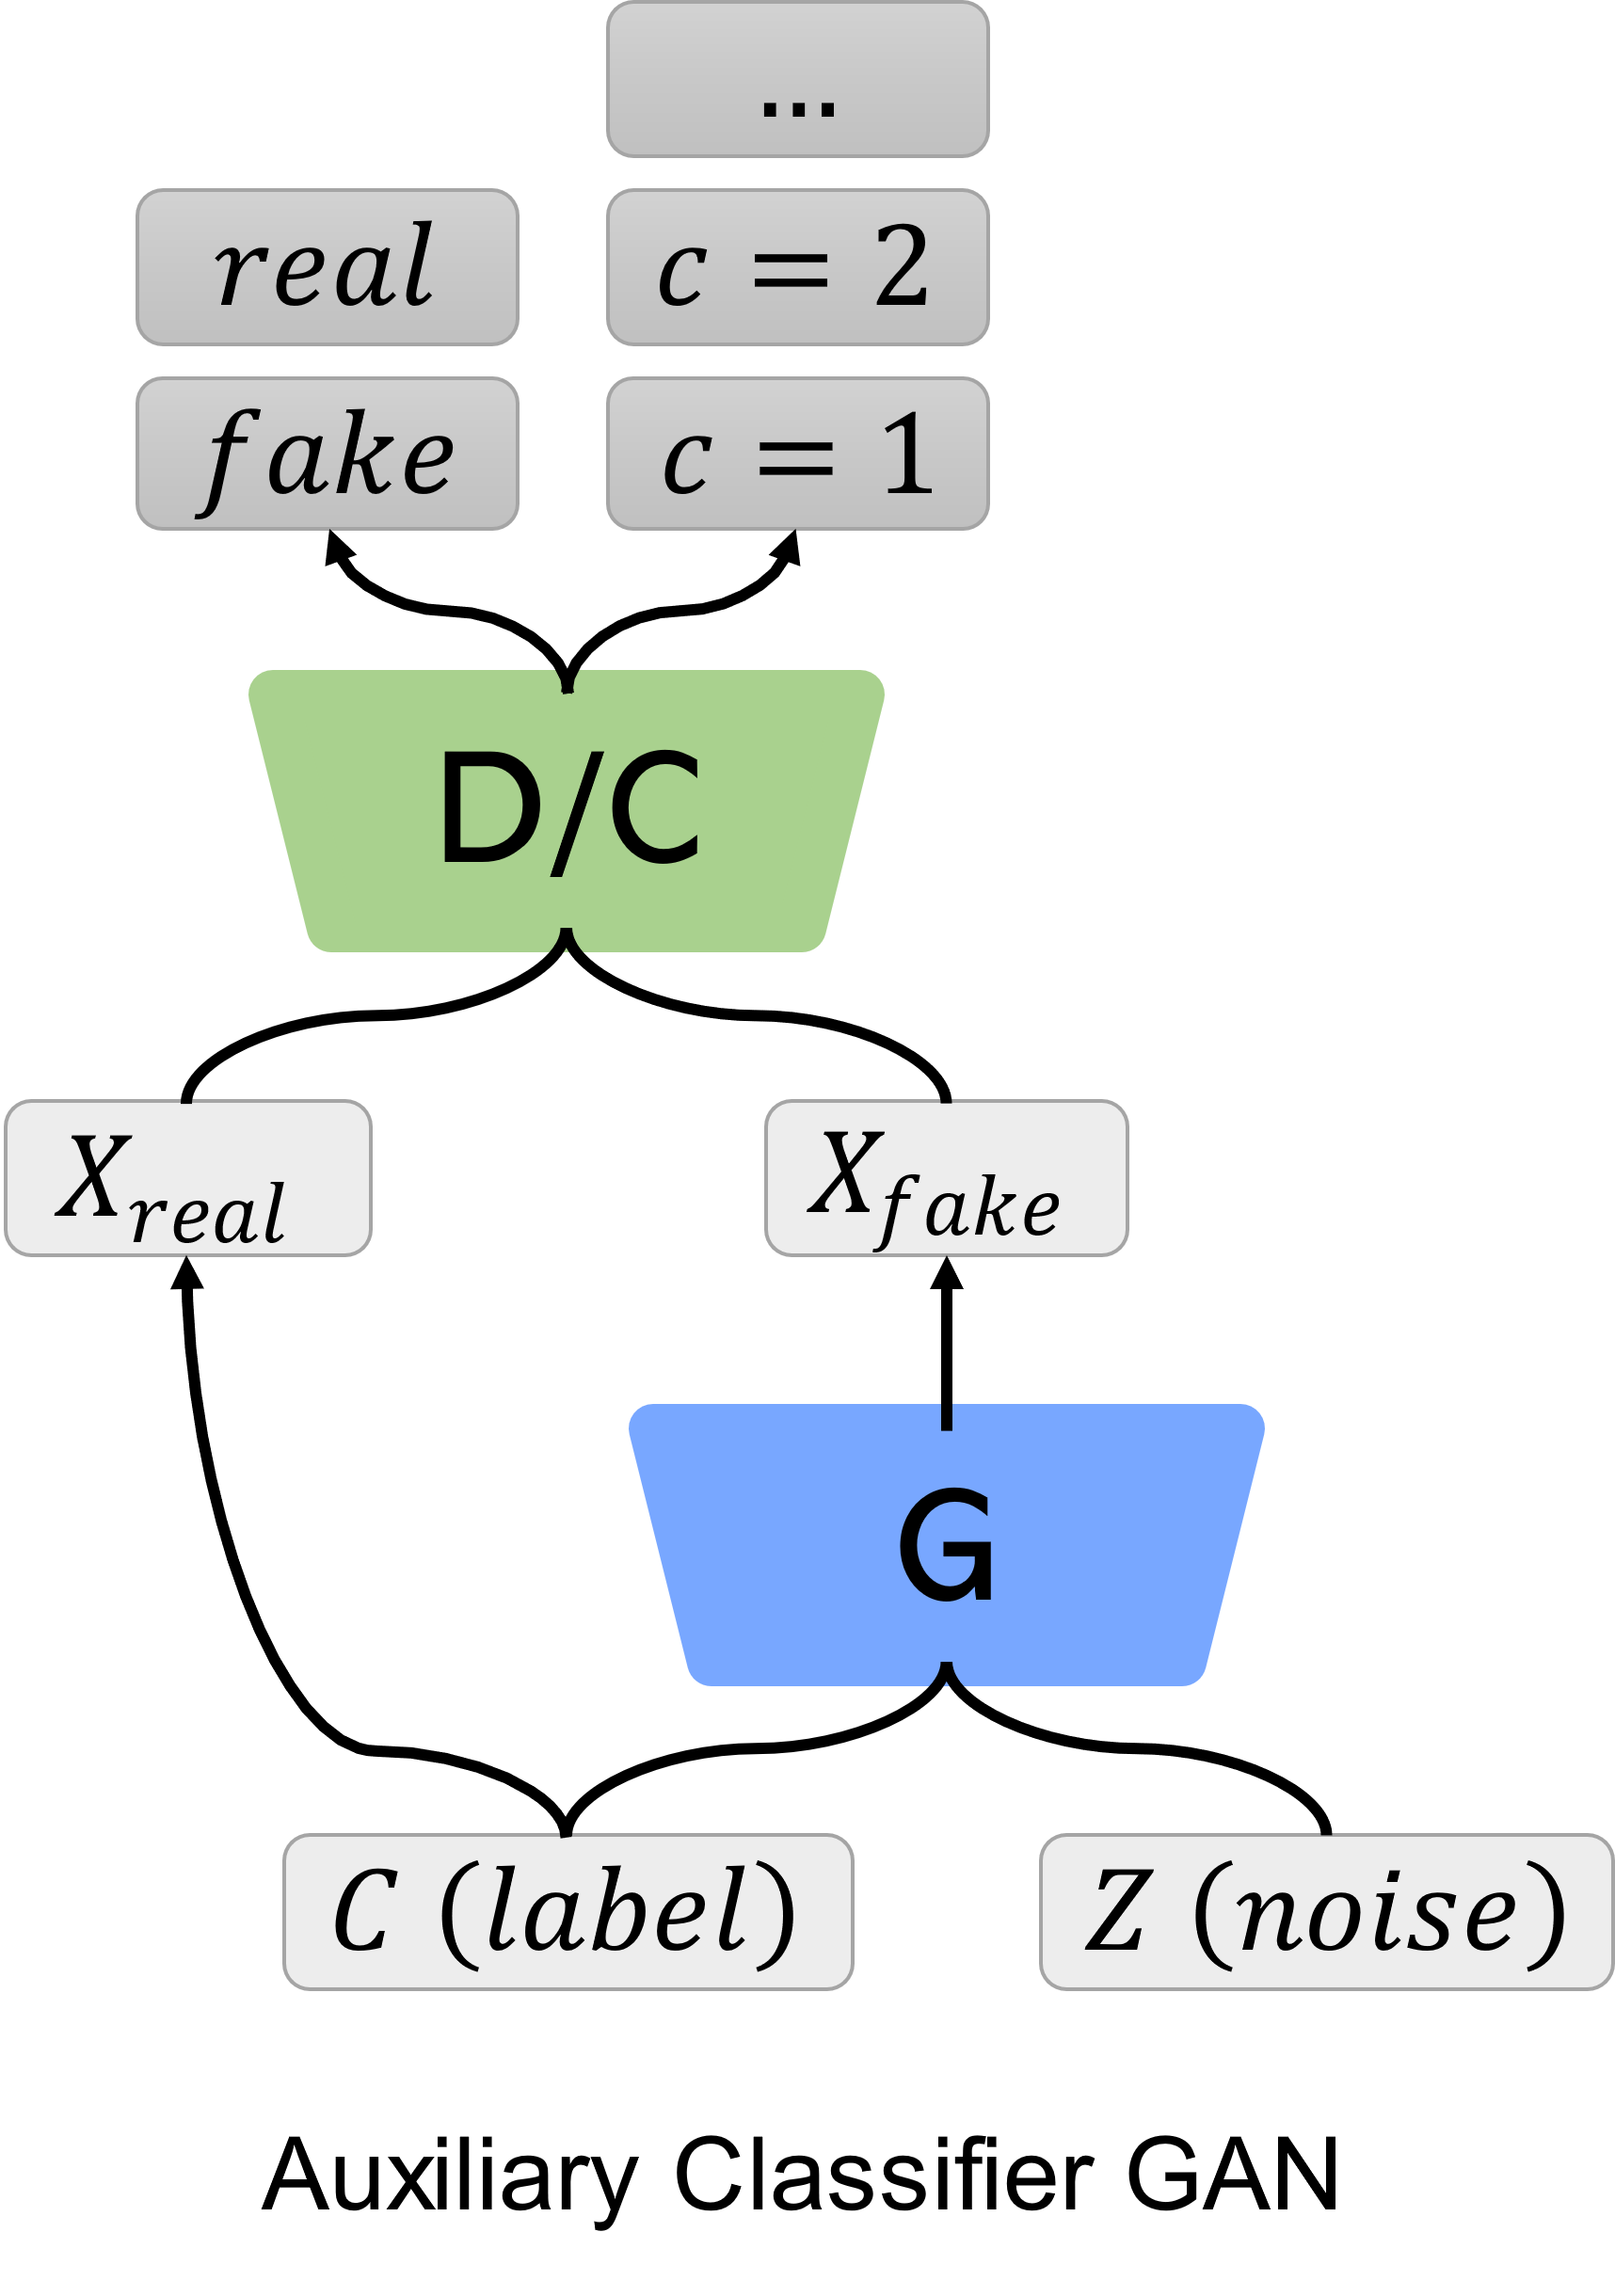 ...
real
c = 2
fake
c = 1
D/C
X_real
X_fake
G
C (label)
Z (noise)
Auxiliary Classifier GAN